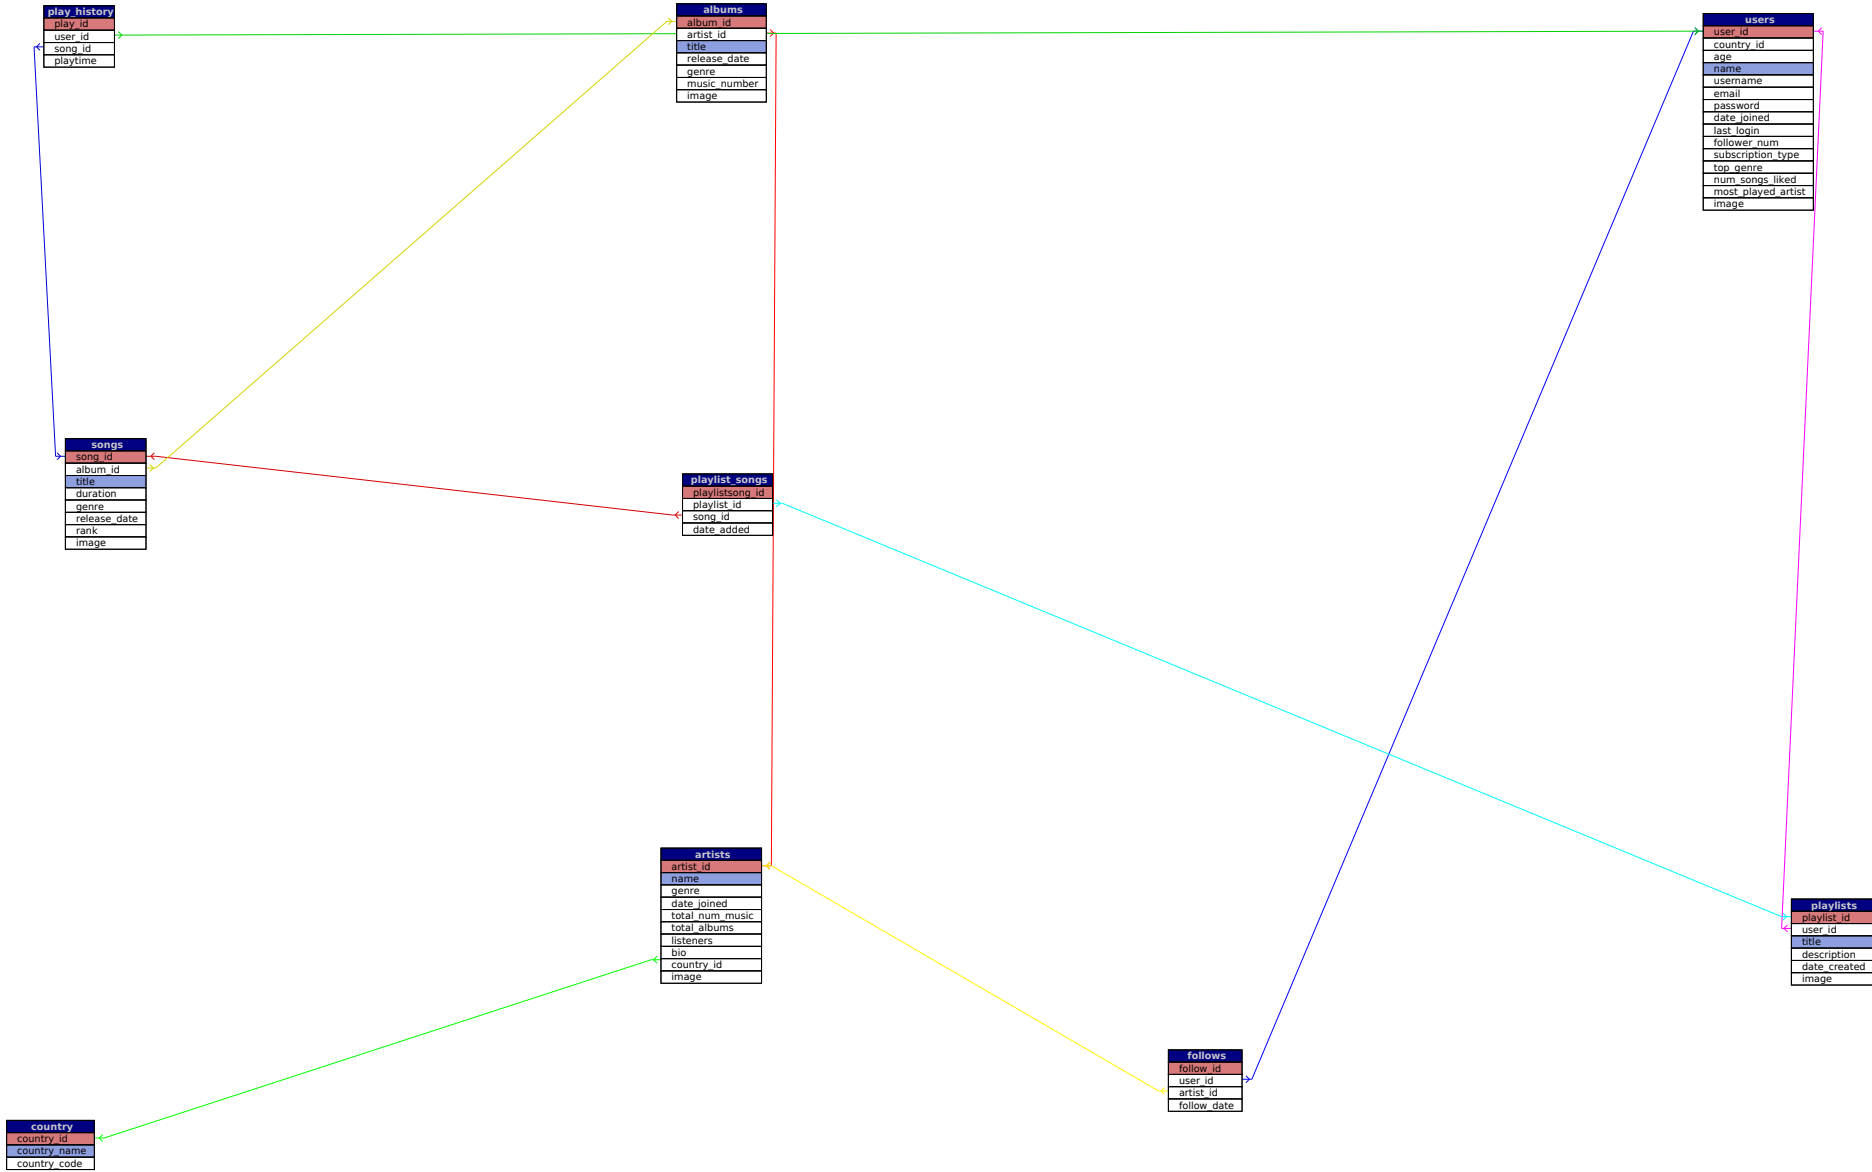 play_history
play_id
user_id
song_id
playtime
albums
album_id
artist_id
title
release_date
genre
music_number
image
users
user_id
country_id
age
name
username
email
password
date_joined
last_login
follower_num
subscription_type
top_genre
num_songs_liked
most_played_artist
image
songs
song_id
album_id
title
duration
genre
release_date
rank
image
playlist_songs
playlistsong_id
playlist_id
song_id
date_added
artists
artist_id
name
genre
date_joined
total_num_music
total_albums
listeners
bio
country_id
image
playlists
playlist_id
user_id
title
description
date_created
image
follows
follow_id
user_id
artist_id
follow_date
country
country_id
country_name
country_code